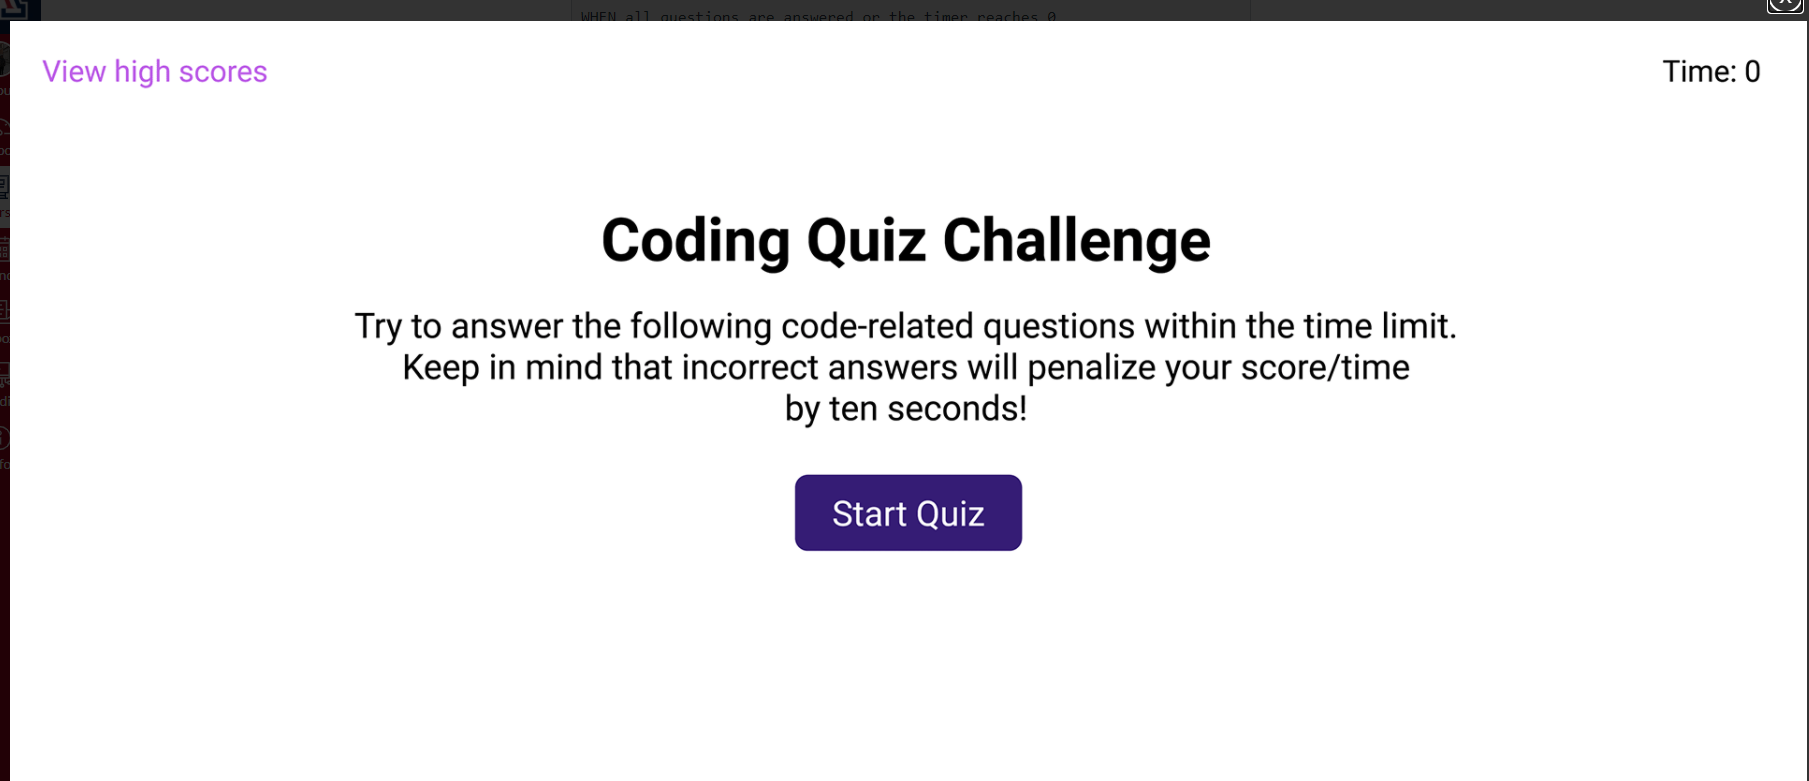 WHEN all questions are answered or the timer reaches 0
View high scores
Time: 0
Coding Quiz Challenge
Try to answer the following code-related questions within the time limit.
Keep in mind that incorrect answers will penalize your score/time
by ten seconds!
Start Quiz